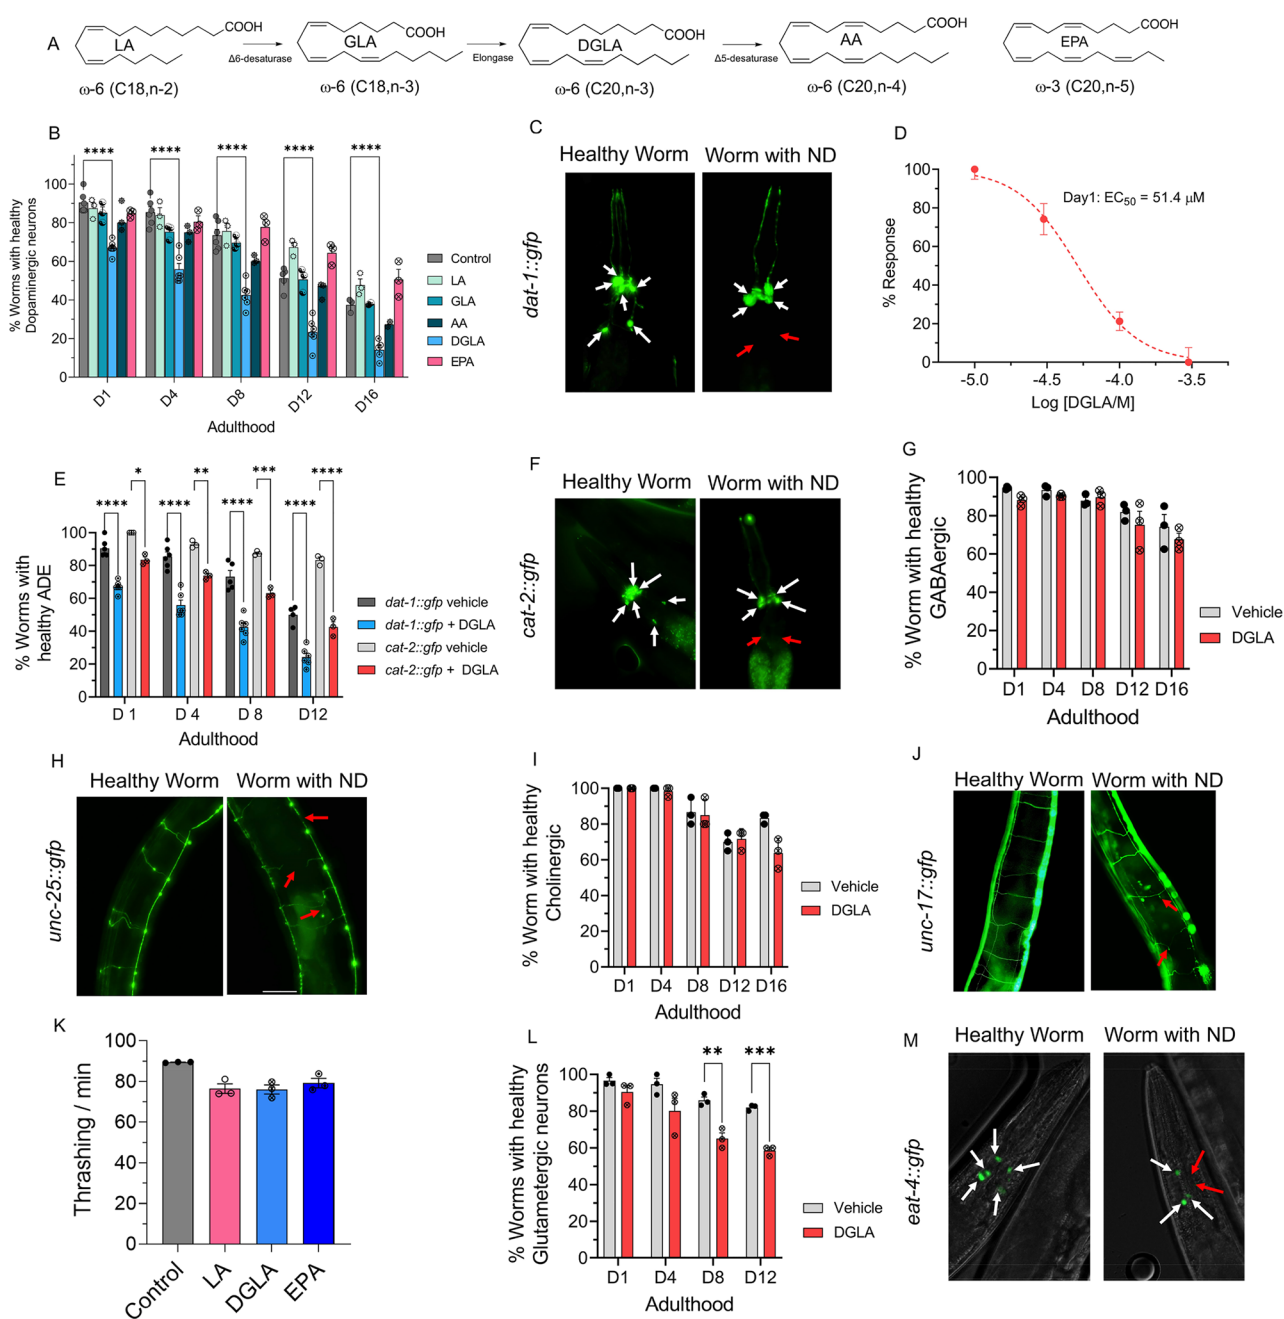 A
COOH
LA
ω-6 (C18,n-2)
Δ6-desaturase
COOH
GLA
ω-6 (C18,n-3)
Elongase
COOH
DGLA
ω-6 (C20,n-3)
Δ5-desaturase
COOH
AA
ω-6 (C20,n-4)
COOH
EPA
ω-3 (C20,n-5)
B
% Worms with healthy
Dopaminergic neurons
100
80
60
40
20
0
**** **** **** **** ****
D1 D4 D8 D12 D16
Adulthood
Control
LA
GLA
AA
DGLA
EPA
C
Healthy Worm Worm with ND
dat-1::gfp
D
% Response
100
80
60
40
20
0
Day1: EC50 = 51.4 μM
-5.0 -4.5 -4.0 -3.5
Log [DGLA/M]
E
% Worms with
healthy ADE
100
80
60
40
20
0
**** * **** ** **** *** **** ****
D 1 D 4 D 8 D12
Adulthood
dat-1::gfp vehicle
dat-1::gfp + DGLA
cat-2::gfp vehicle
cat-2::gfp + DGLA
F
Healthy Worm Worm with ND
cat-2::gfp
G
% Worm with healthy
GABAergic
100
80
60
40
20
0
D1 D4 D8 D12 D16
Adulthood
Vehicle
DGLA
H
Healthy Worm Worm with ND
unc-25::gfp
I
% Worm with healthy
Cholinergic
100
80
60
40
20
0
D1 D4 D8 D12 D16
Adulthood
Vehicle
DGLA
J
Healthy Worm Worm with ND
unc-17::gfp
K
Thrashing / min
100
80
60
40
20
0
Control LA DGLA EPA
L
% Worms with healthy
Glutametergic neurons
100
80
60
40
20
0
** ***
D1 D4 D8 D12
Adulthood
Vehicle
DGLA
M
Healthy Worm Worm with ND
eat-4::gfp